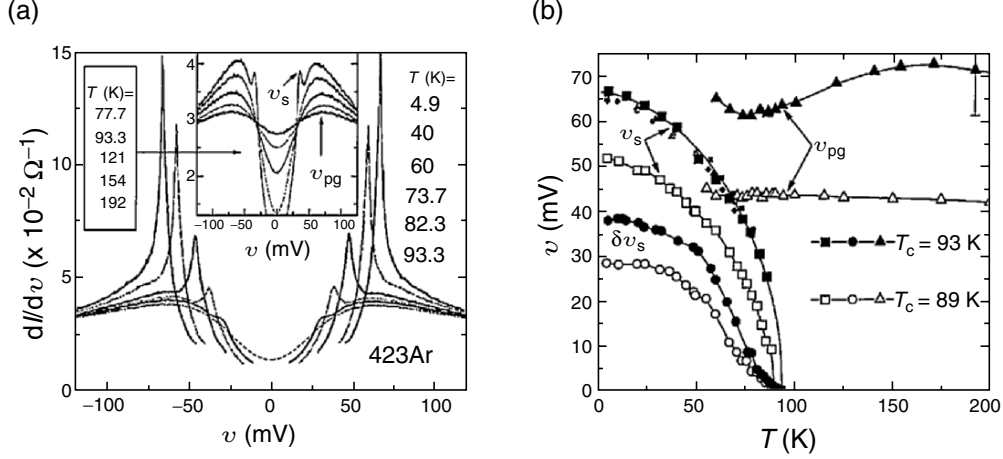 (a)
15
10
5
0
dI/dv (x 10⁻² Ω⁻¹)
−100
−50
0
50
100
v (mV)
T (K)=
77.7
93.3
121
154
192
4
3
2
−100
−50
0
50
100
v (mV)
v_s
v_pg
T (K)=
4.9
40
60
73.7
82.3
93.3
423Ar
(b)
70
60
50
40
30
20
10
0
v (mV)
0
50
100
150
200
T (K)
v_s
v_pg
δv_s
T_c = 93 K
T_c = 89 K